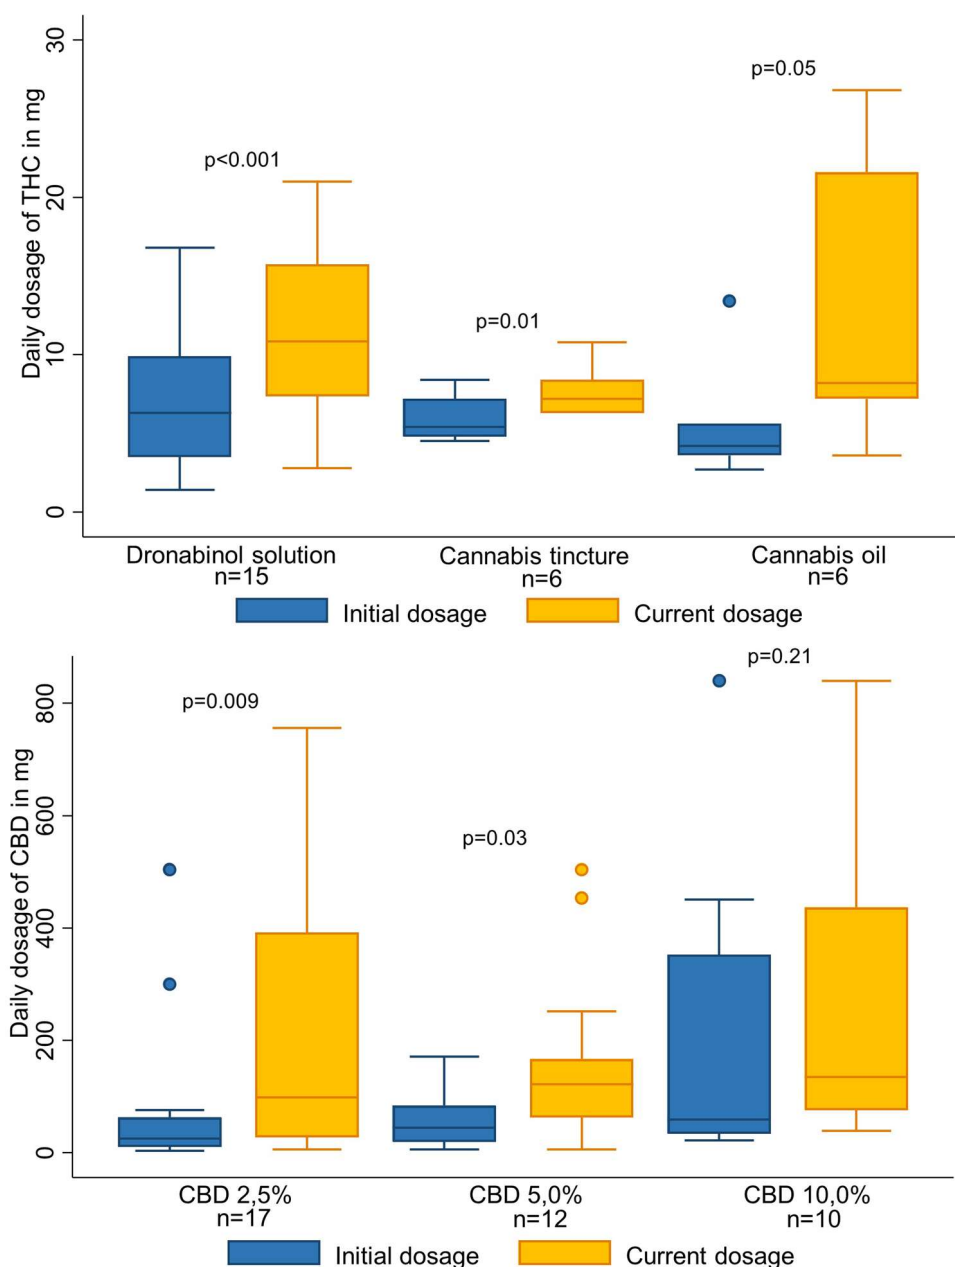 30
p=0.05
Daily dosage of THC in mg
p<0.001
20
p=0.01
10
0
Dronabinol solution Cannabis tincture Cannabis oil
n=15 n=6 n=6
Initial dosage Current dosage
p=0.21
800
p=0.009
Daily dosage of CBD in mg
600
p=0.03
400
200
0
CBD 2,5% CBD 5,0% CBD 10,0%
n=17 n=12 n=10
Initial dosage Current dosage